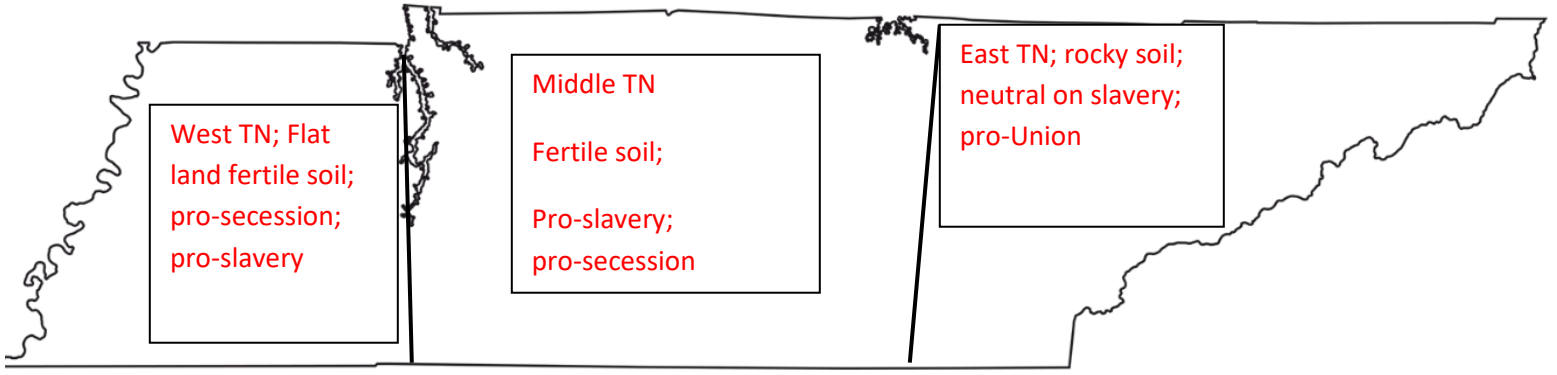 West TN; Flat
land fertile soil;
pro-secession;
pro-slavery
Middle TN
Fertile soil;
Pro-slavery;
pro-secession
East TN; rocky soil;
neutral on slavery;
pro-Union